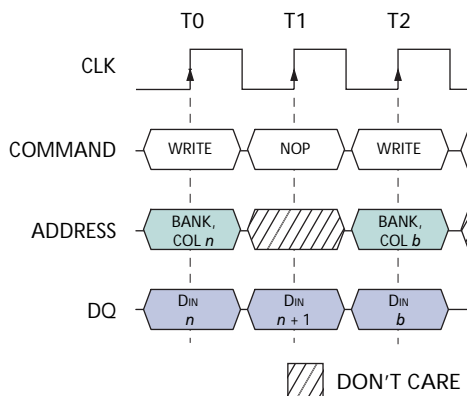 T0 T1 T2
CLK
COMMAND WRITE NOP WRITE
ADDRESS BANK, COL n BANK, COL b
DQ DIN n DIN n + 1 DIN b
DON'T CARE